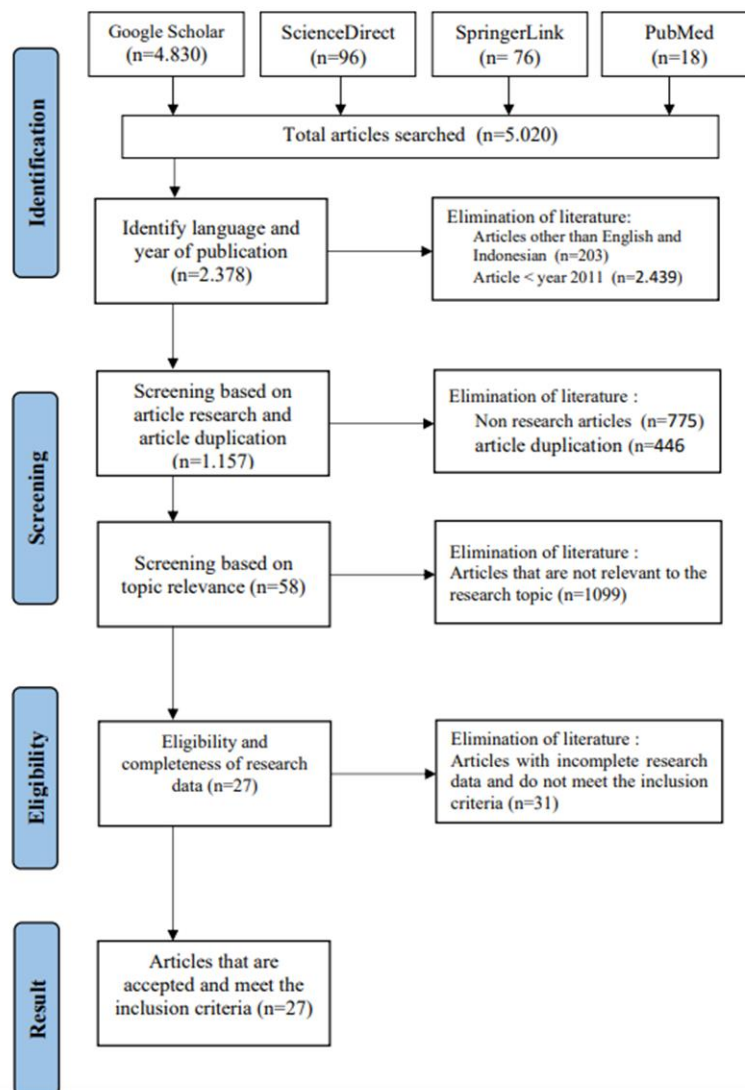 Google Scholar
(n=4.830)
ScienceDirect
(n=96)
SpringerLink
(n= 76)
PubMed
(n=18)
Total articles searched (n=5.020)
Identification
Identify language and
year of publication
(n=2.378)
Elimination of literature:
Articles other than English and
Indonesian (n=203)
Article < year 2011 (n=2.439)
Screening
Screening based on
article research and
article duplication
(n=1.157)
Elimination of literature :
Non research articles (n=775)
article duplication (n=446
Screening based on
topic relevance (n=58)
Elimination of literature :
Articles that are not relevant to the
research topic (n=1099)
Eligibility
Eligibility and
completeness of research
data (n=27)
Elimination of literature :
Articles with incomplete research
data and do not meet the inclusion
criteria (n=31)
Result
Articles that are
accepted and meet the
inclusion criteria (n=27)